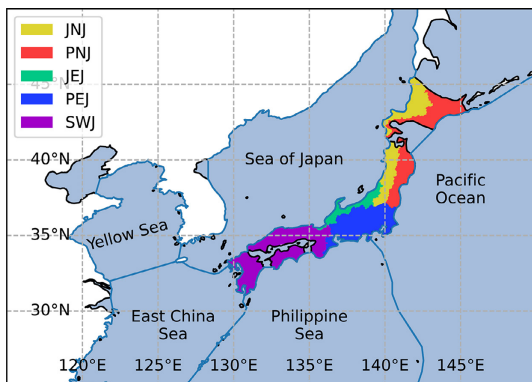 JNJ
PNJ
JEJ
PEJ
SWJ
45°N
40°N
35°N
30°N
Sea of Japan
Pacific
Ocean
Yellow Sea
East China
Sea
Philippine
Sea
120°E
125°E
130°E
135°E
140°E
145°E